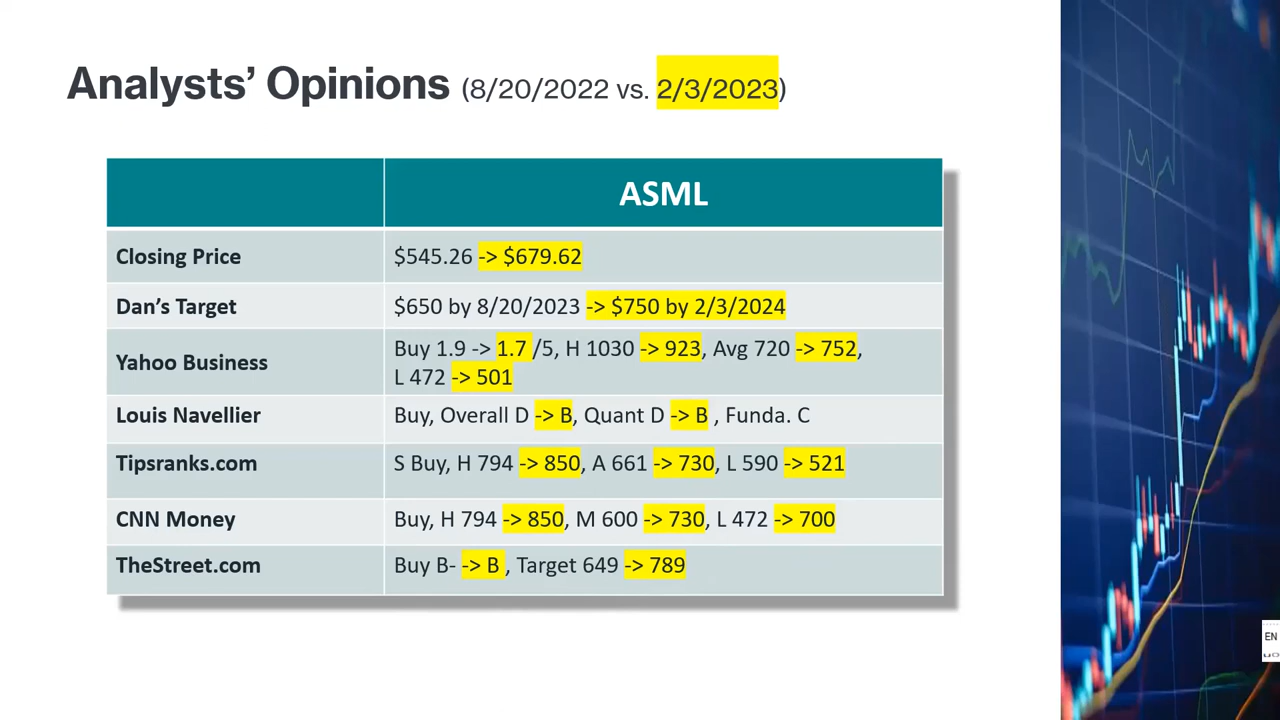 Analysts’ Opinions (8/20/2022 vs. 2/3/2023)
ASML
Closing Price $545.26 -> $679.62
Dan’s Target $650 by 8/20/2023 -> $750 by 2/3/2024
Yahoo Business Buy 1.9 -> 1.7 /5, H 1030 -> 923, Avg 720 -> 752,
L 472 -> 501
Louis Navellier Buy, Overall D -> B, Quant D -> B , Funda. C
Tipsranks.com S Buy, H 794 -> 850, A 661 -> 730, L 590 -> 521
CNN Money Buy, H 794 -> 850, M 600 -> 730, L 472 -> 700
TheStreet.com Buy B- -> B , Target 649 -> 789
EN